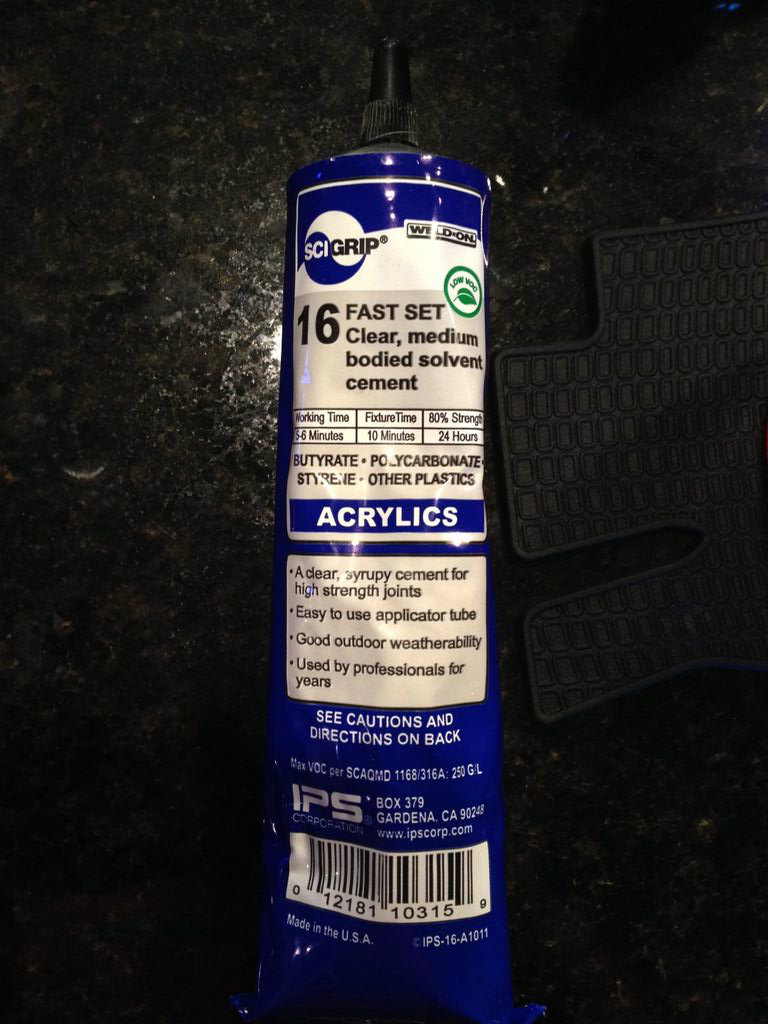 SCIGRIP®
WELD-ON
LOW VOC
16
FAST SET
Clear, medium
bodied solvent
cement
Working Time FixtureTime 80% Strength
5-6 Minutes 10 Minutes 24 Hours
BUTYRATE • POLYCARBONATE •
STYRENE • OTHER PLASTICS
ACRYLICS
• A clear, syrupy cement for
high strength joints
• Easy to use applicator tube
• Good outdoor weatherability
• Used by professionals for
years
SEE CAUTIONS AND
DIRECTIONS ON BACK
Max VOC per SCAQMD 1168/316A: 250 G/L
IPS®
CORPORATION
BOX 379
GARDENA, CA 90248
www.ipscorp.com
0 12181 10315 9
Made in the U.S.A. ©IPS-16-A1011